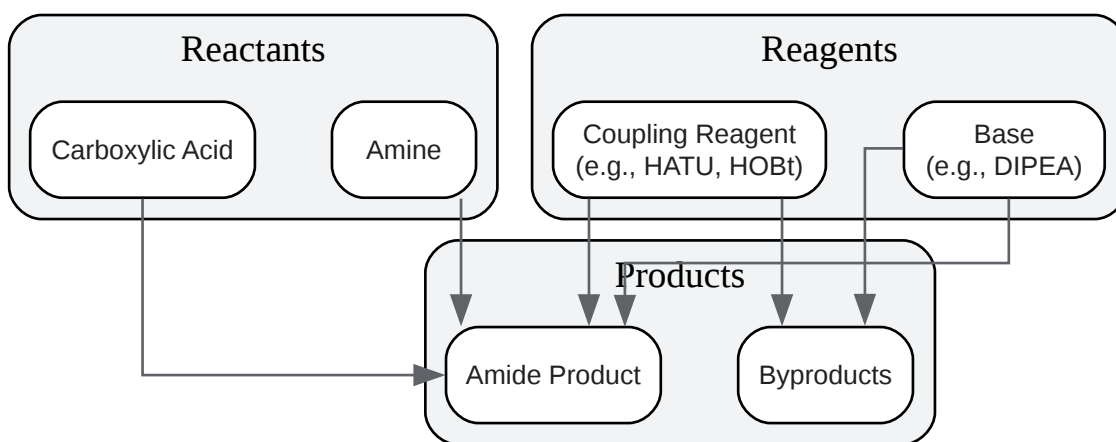 Reactants
Reagents
Carboxylic Acid
Amine
Coupling Reagent
(e.g., HATU, HOBt)
Base
(e.g., DIPEA)
Products
Amide Product
Byproducts